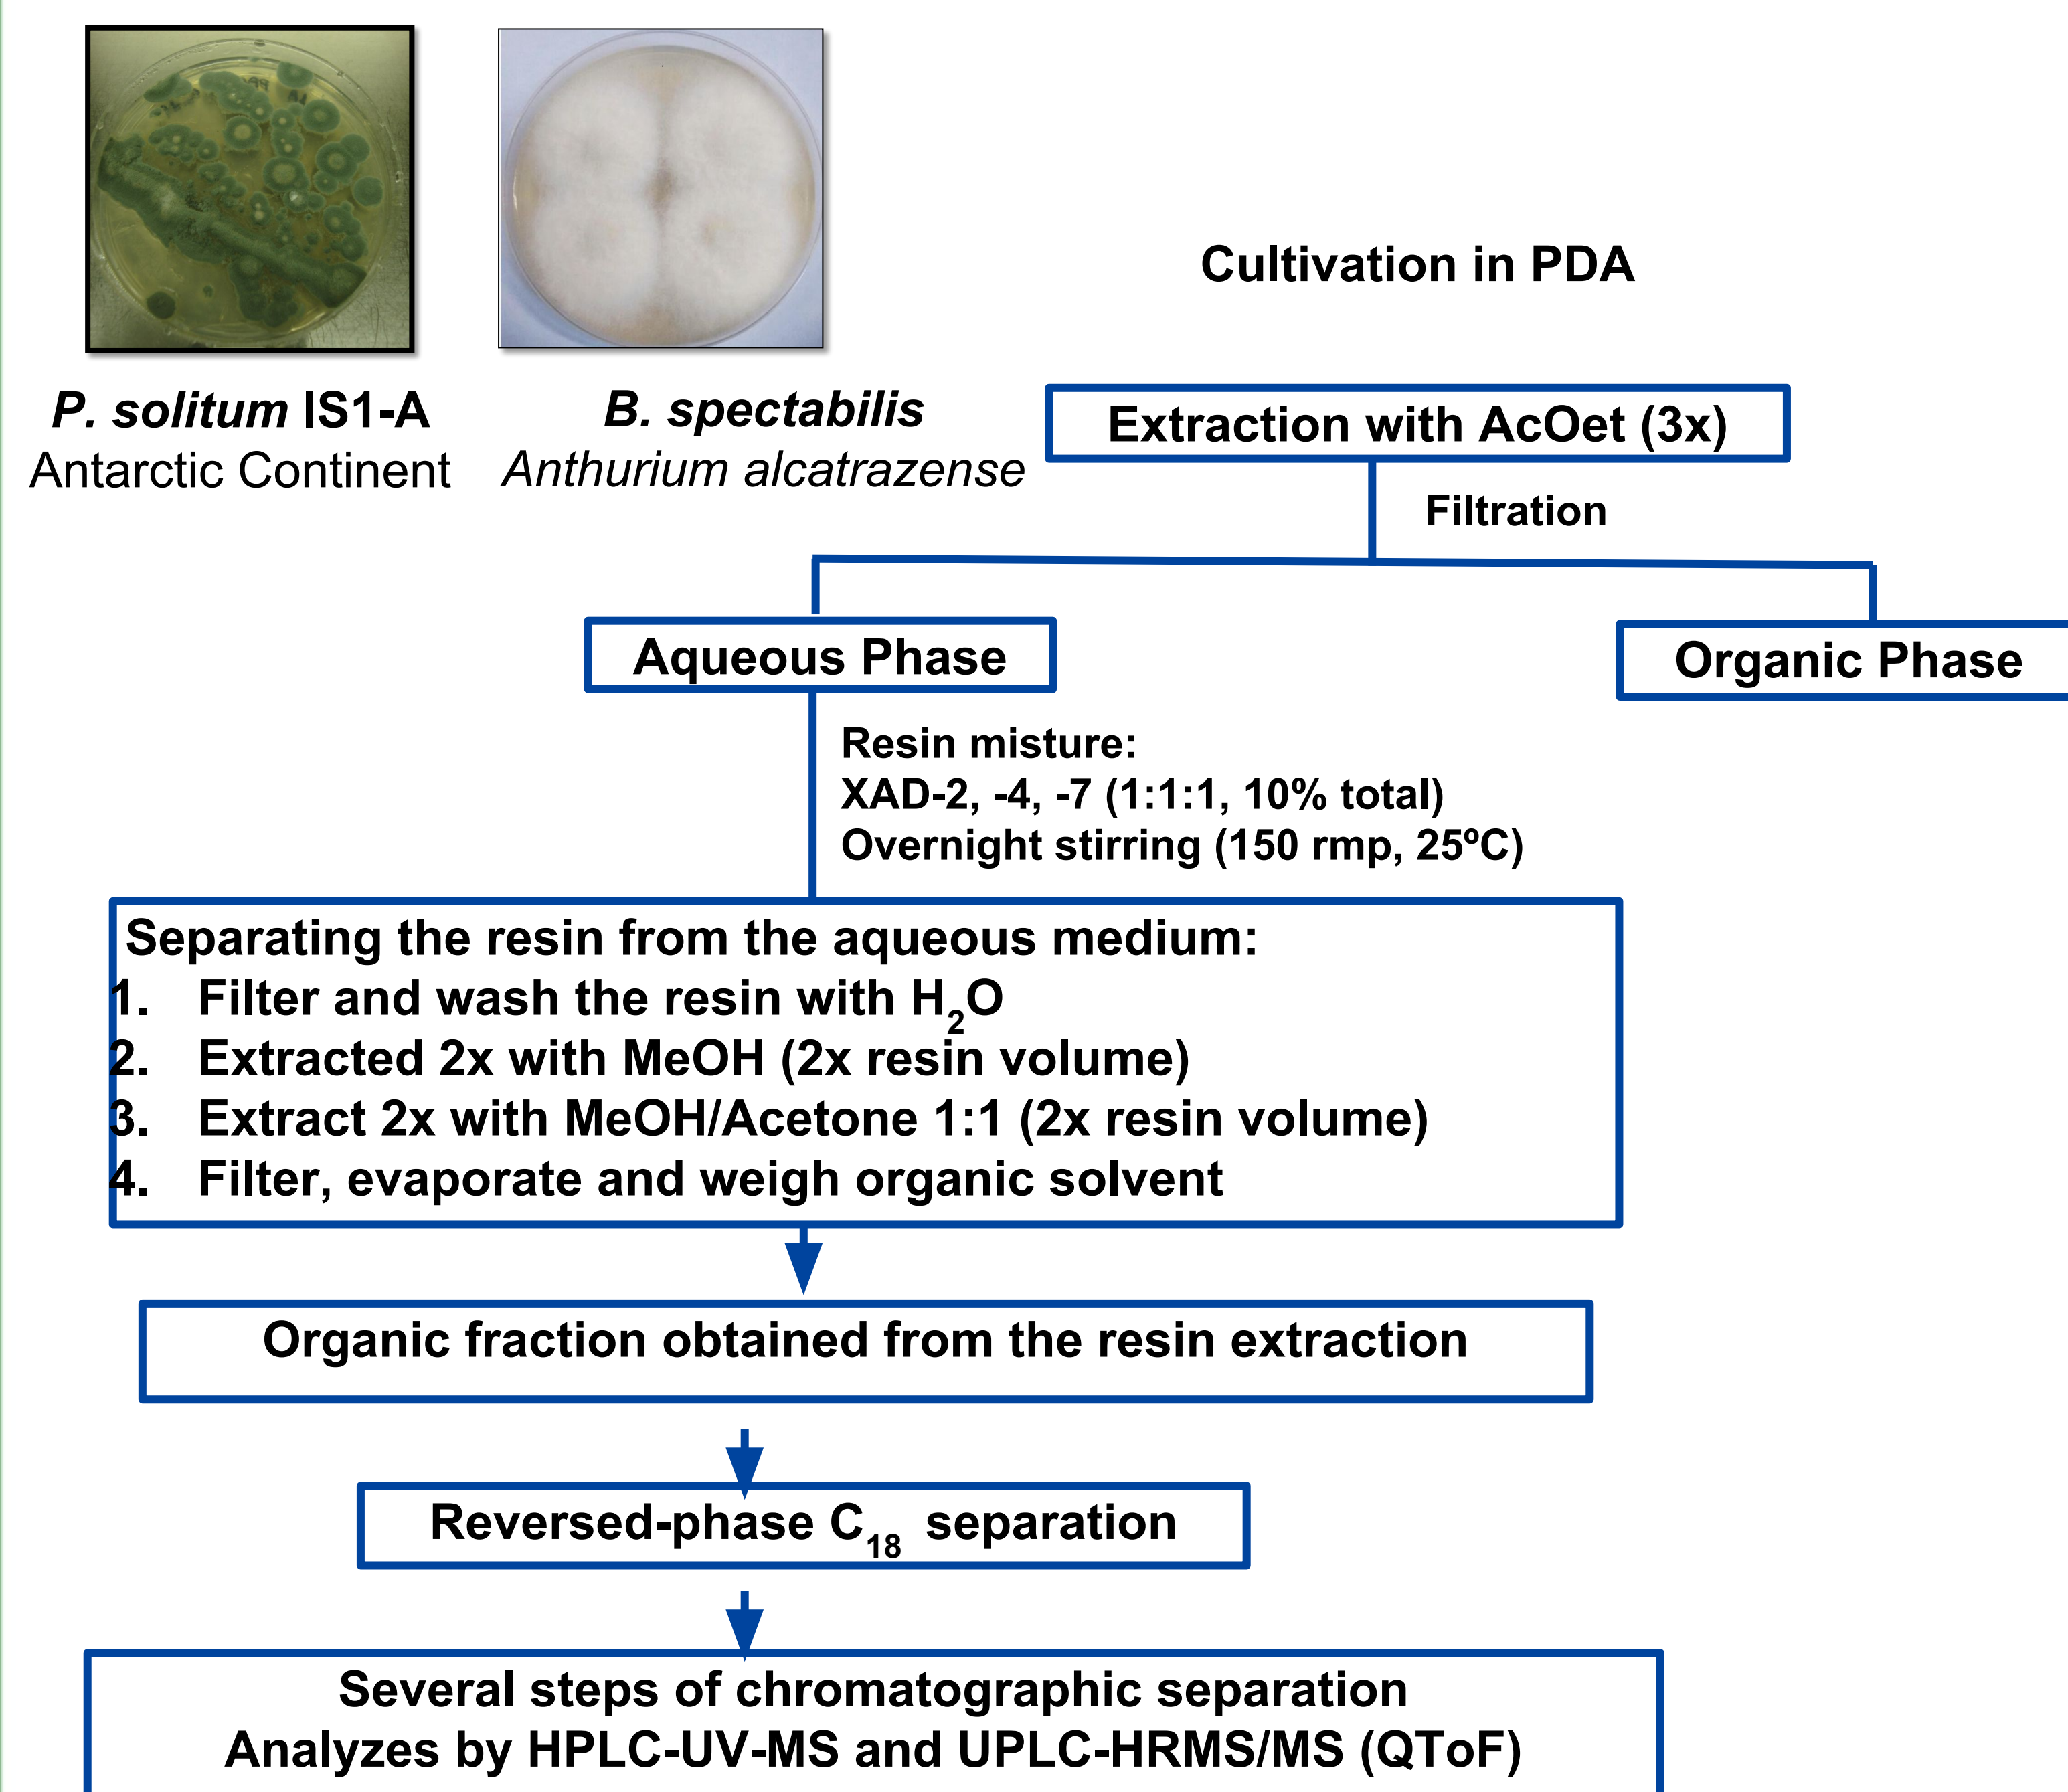 P. solitum IS1-A
Antarctic Continent
B. spectabilis
Anthurium alcatrazense
Cultivation in PDA
Extraction with AcOet (3x)
Filtration
Aqueous Phase
Organic Phase
Resin misture:
XAD-2, -4, -7 (1:1:1, 10% total)
Overnight stirring (150 rmp, 25ºC)
Separating the resin from the aqueous medium:
1. Filter and wash the resin with H₂O
2. Extracted 2x with MeOH (2x resin volume)
3. Extract 2x with MeOH/Acetone 1:1 (2x resin volume)
4. Filter, evaporate and weigh organic solvent
Organic fraction obtained from the resin extraction
Reversed-phase C₁₈ separation
Several steps of chromatographic separation
Analyzes by HPLC-UV-MS and UPLC-HRMS/MS (QToF)